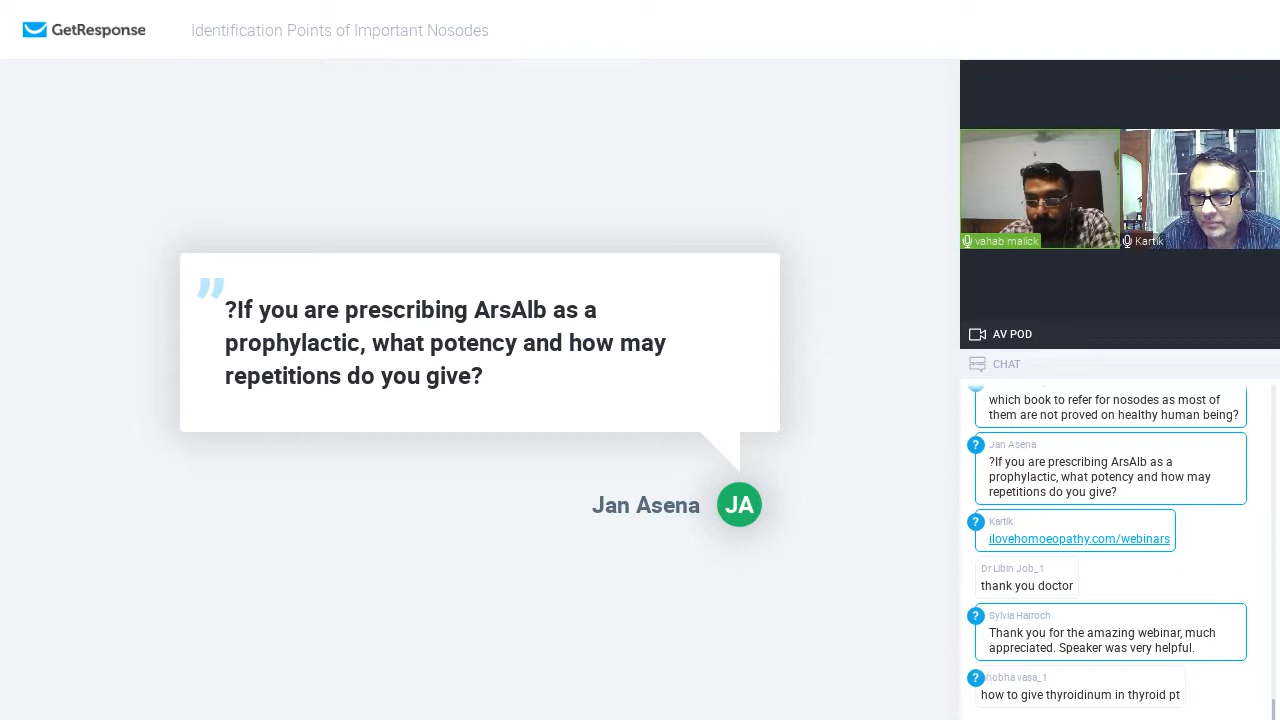 GetResponse
Identification Points of Important Nosodes
?If you are prescribing ArsAlb as a
prophylactic, what potency and how may
repetitions do you give?
Jan Asena
JA
vahab malick
Kartik
AV POD
CHAT
which book to refer for nosodes as most of
them are not proved on healthy human being?
?
Jan Asena
?If you are prescribing ArsAlb as a
prophylactic, what potency and how may
repetitions do you give?
?
Kartik
ilovehomoeopathy.com/webinars
Dr Libin Job_1
thank you doctor
?
Sylvia Harroch
Thank you for the amazing webinar, much
appreciated. Speaker was very helpful.
?
hobha vasa_1
how to give thyroidinum in thyroid pt